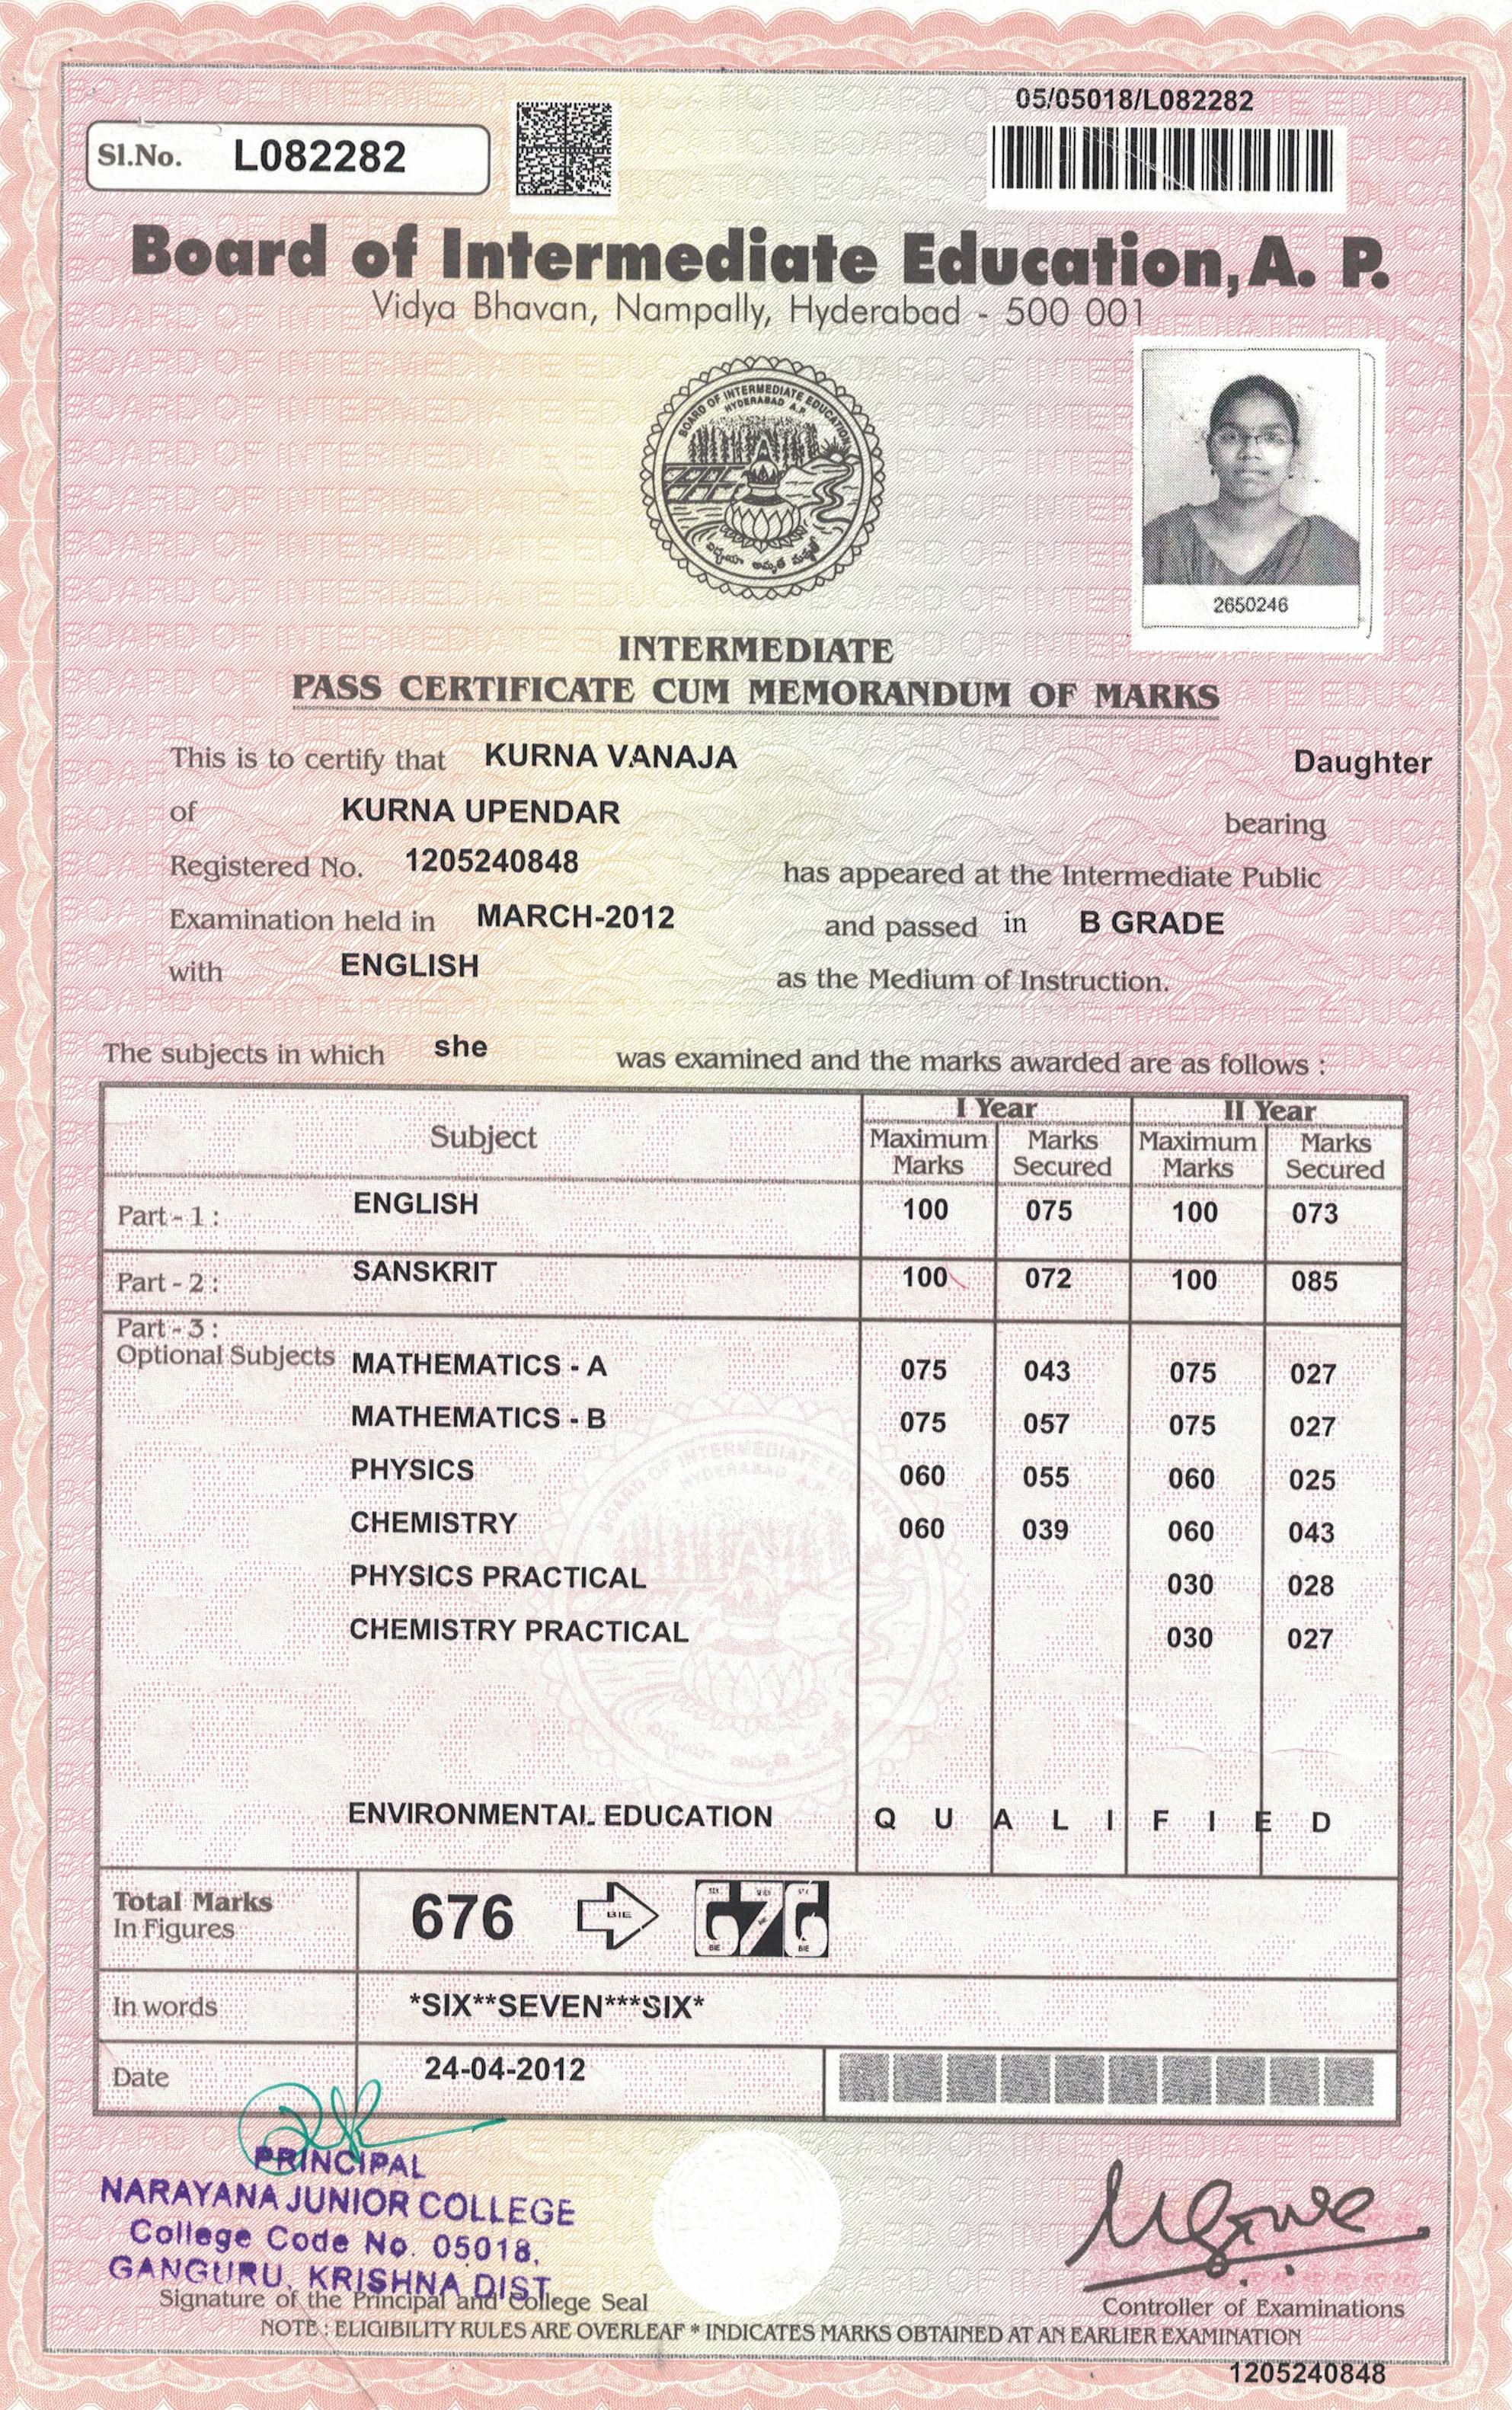 05/05018/L082282
Sl.No. L082282
Board of Intermediate Education, A. P.
Vidya Bhavan, Nampally, Hyderabad - 500 001
BOARD OF INTERMEDIATE EDUCATION
HYDERABAD A.P.
2650246
INTERMEDIATE
PASS CERTIFICATE CUM MEMORANDUM OF MARKS
This is to certify that KURNA VANAJA Daughter
of KURNA UPENDAR bearing
Registered No. 1205240848 has appeared at the Intermediate Public
Examination held in MARCH-2012 and passed in B GRADE
with ENGLISH as the Medium of Instruction.
The subjects in which she was examined and the marks awarded are as follows :
Subject I Year II Year
Maximum Marks Marks Secured Maximum Marks Marks Secured
Part - 1 : ENGLISH 100 075 100 073
Part - 2 : SANSKRIT 100 072 100 085
Part - 3 :
Optional Subjects MATHEMATICS - A 075 043 075 027
MATHEMATICS - B 075 057 075 027
PHYSICS 060 055 060 025
CHEMISTRY 060 039 060 043
PHYSICS PRACTICAL 030 028
CHEMISTRY PRACTICAL 030 027
ENVIRONMENTAL EDUCATION Q U A L I F I E D
Total Marks
In Figures 676 BIE 676
In words *SIX**SEVEN***SIX*
Date 24-04-2012
PRINCIPAL
NARAYANA JUNIOR COLLEGE
College Code No. 05018,
GANGURU, KRISHNA DIST.
Signature of the Principal and College Seal
Controller of Examinations
NOTE : ELIGIBILITY RULES ARE OVERLEAF * INDICATES MARKS OBTAINED AT AN EARLIER EXAMINATION
1205240848